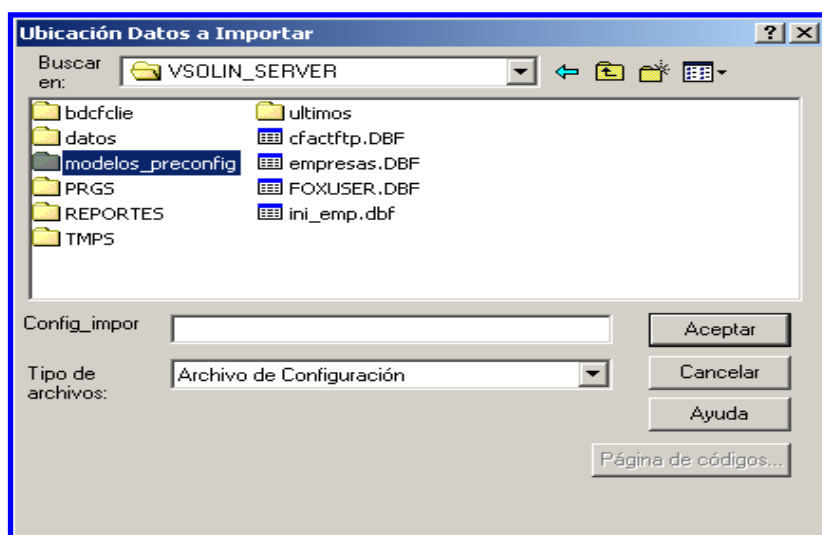 Ubicación Datos a Importar
Buscar en: VSOLIN_SERVER
bdcfclie
datos
modelos_preconfig
PRGS
REPORTES
TMPS
ultimos
cfactftp.DBF
empresas.DBF
FOXUSER.DBF
ini_emp.dbf
Config_impor
Aceptar
Tipo de archivos: Archivo de Configuración
Cancelar
Ayuda
Página de códigos...